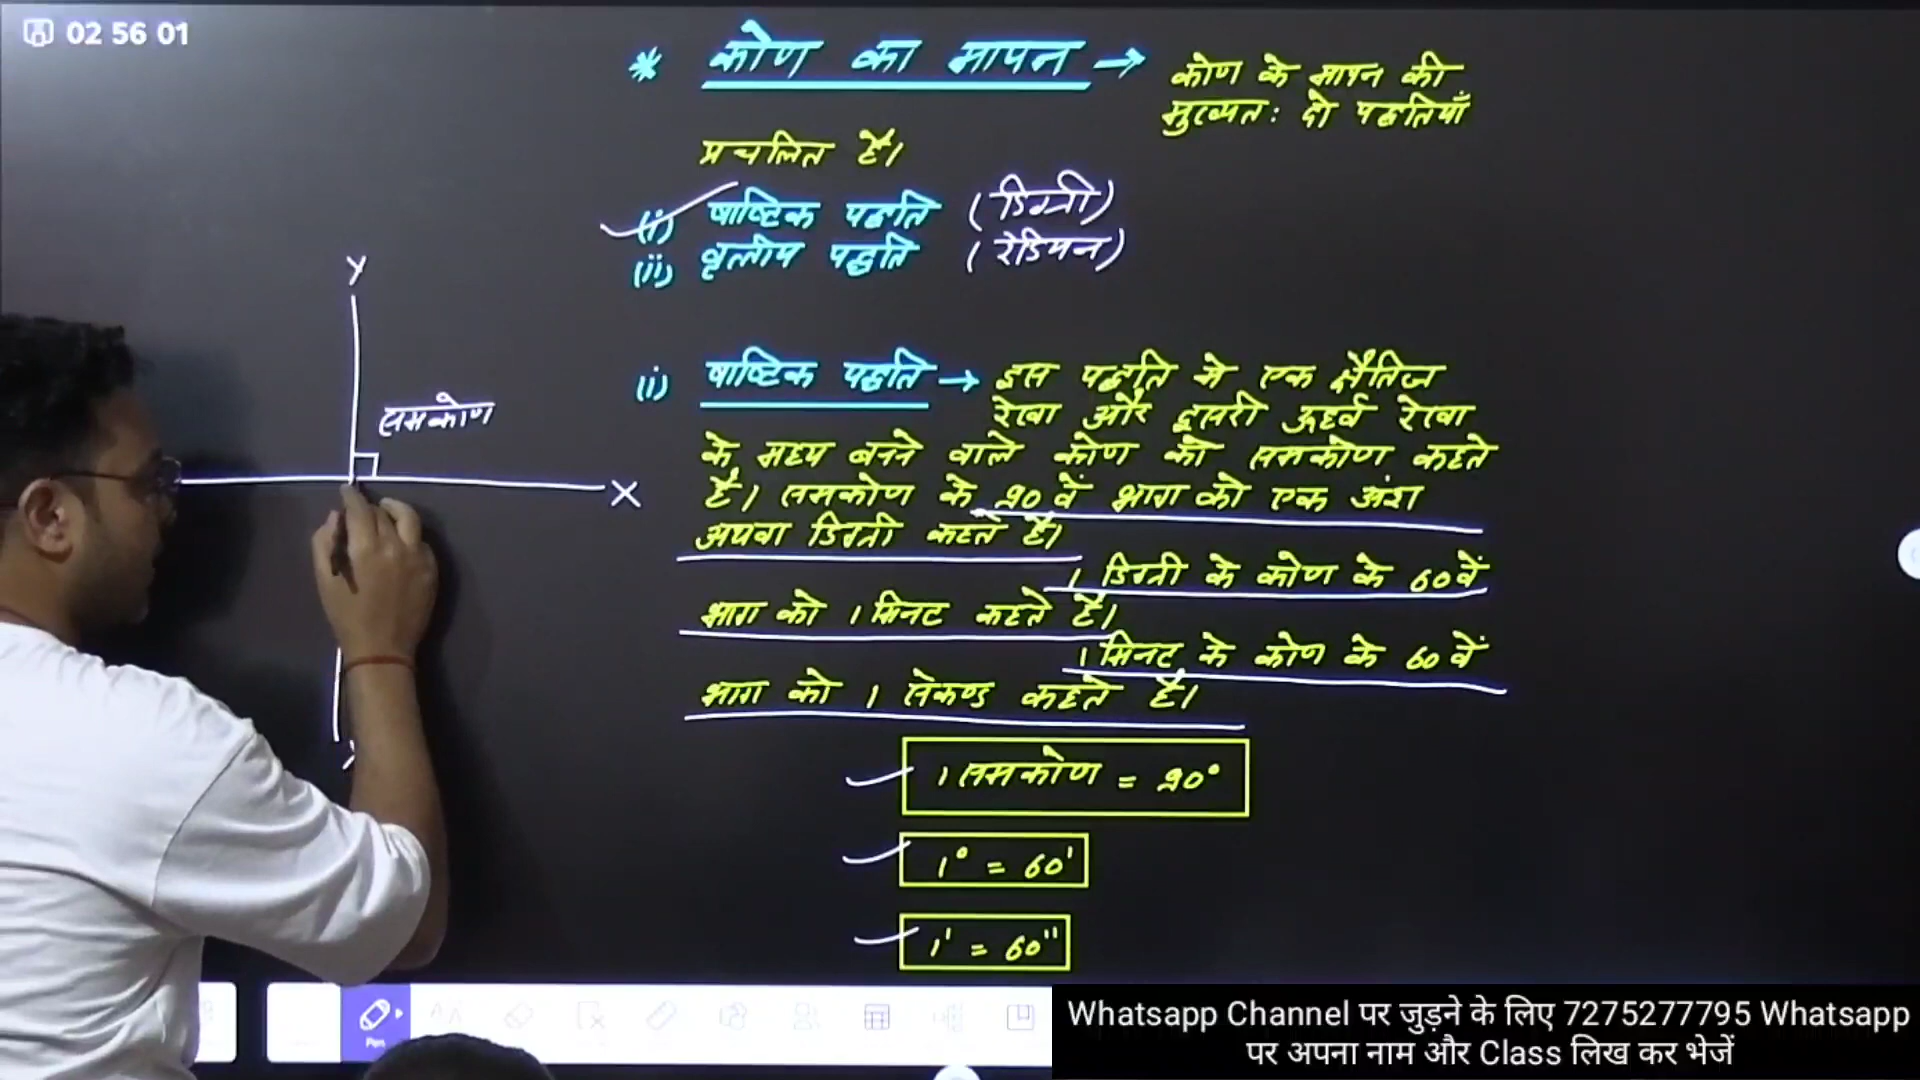 02 56 01
* कोण का मापन → कोण के मापन की
मुख्यत: दो पद्धतियाँ
प्रचलित है।
(i) षाष्टिक पद्धति (डिग्री)
(ii) वृत्तीय पद्धति (रेडियन)
Y
समकोण
X
(i) षाष्टिक पद्धति → इस पद्धति मे एक क्षैतिज
रेखा और दूसरी ऊर्ध्व रेखा
के मध्य बनने वाले कोण को समकोण कहते
है। समकोण के 90 वें भाग को एक अंश
अथवा डिग्री कहते है।
1 डिग्री के कोण के 60 वें
भाग को 1 मिनट कहते है।
1 मिनट के कोण के 60 वें
भाग को 1 सेकण्ड कहते है।
1 समकोण = 90°
1° = 60'
1' = 60"
Pen
Whatsapp Channel पर जुड़ने के लिए 7275277795 Whatsapp
पर अपना नाम और Class लिख कर भेजें